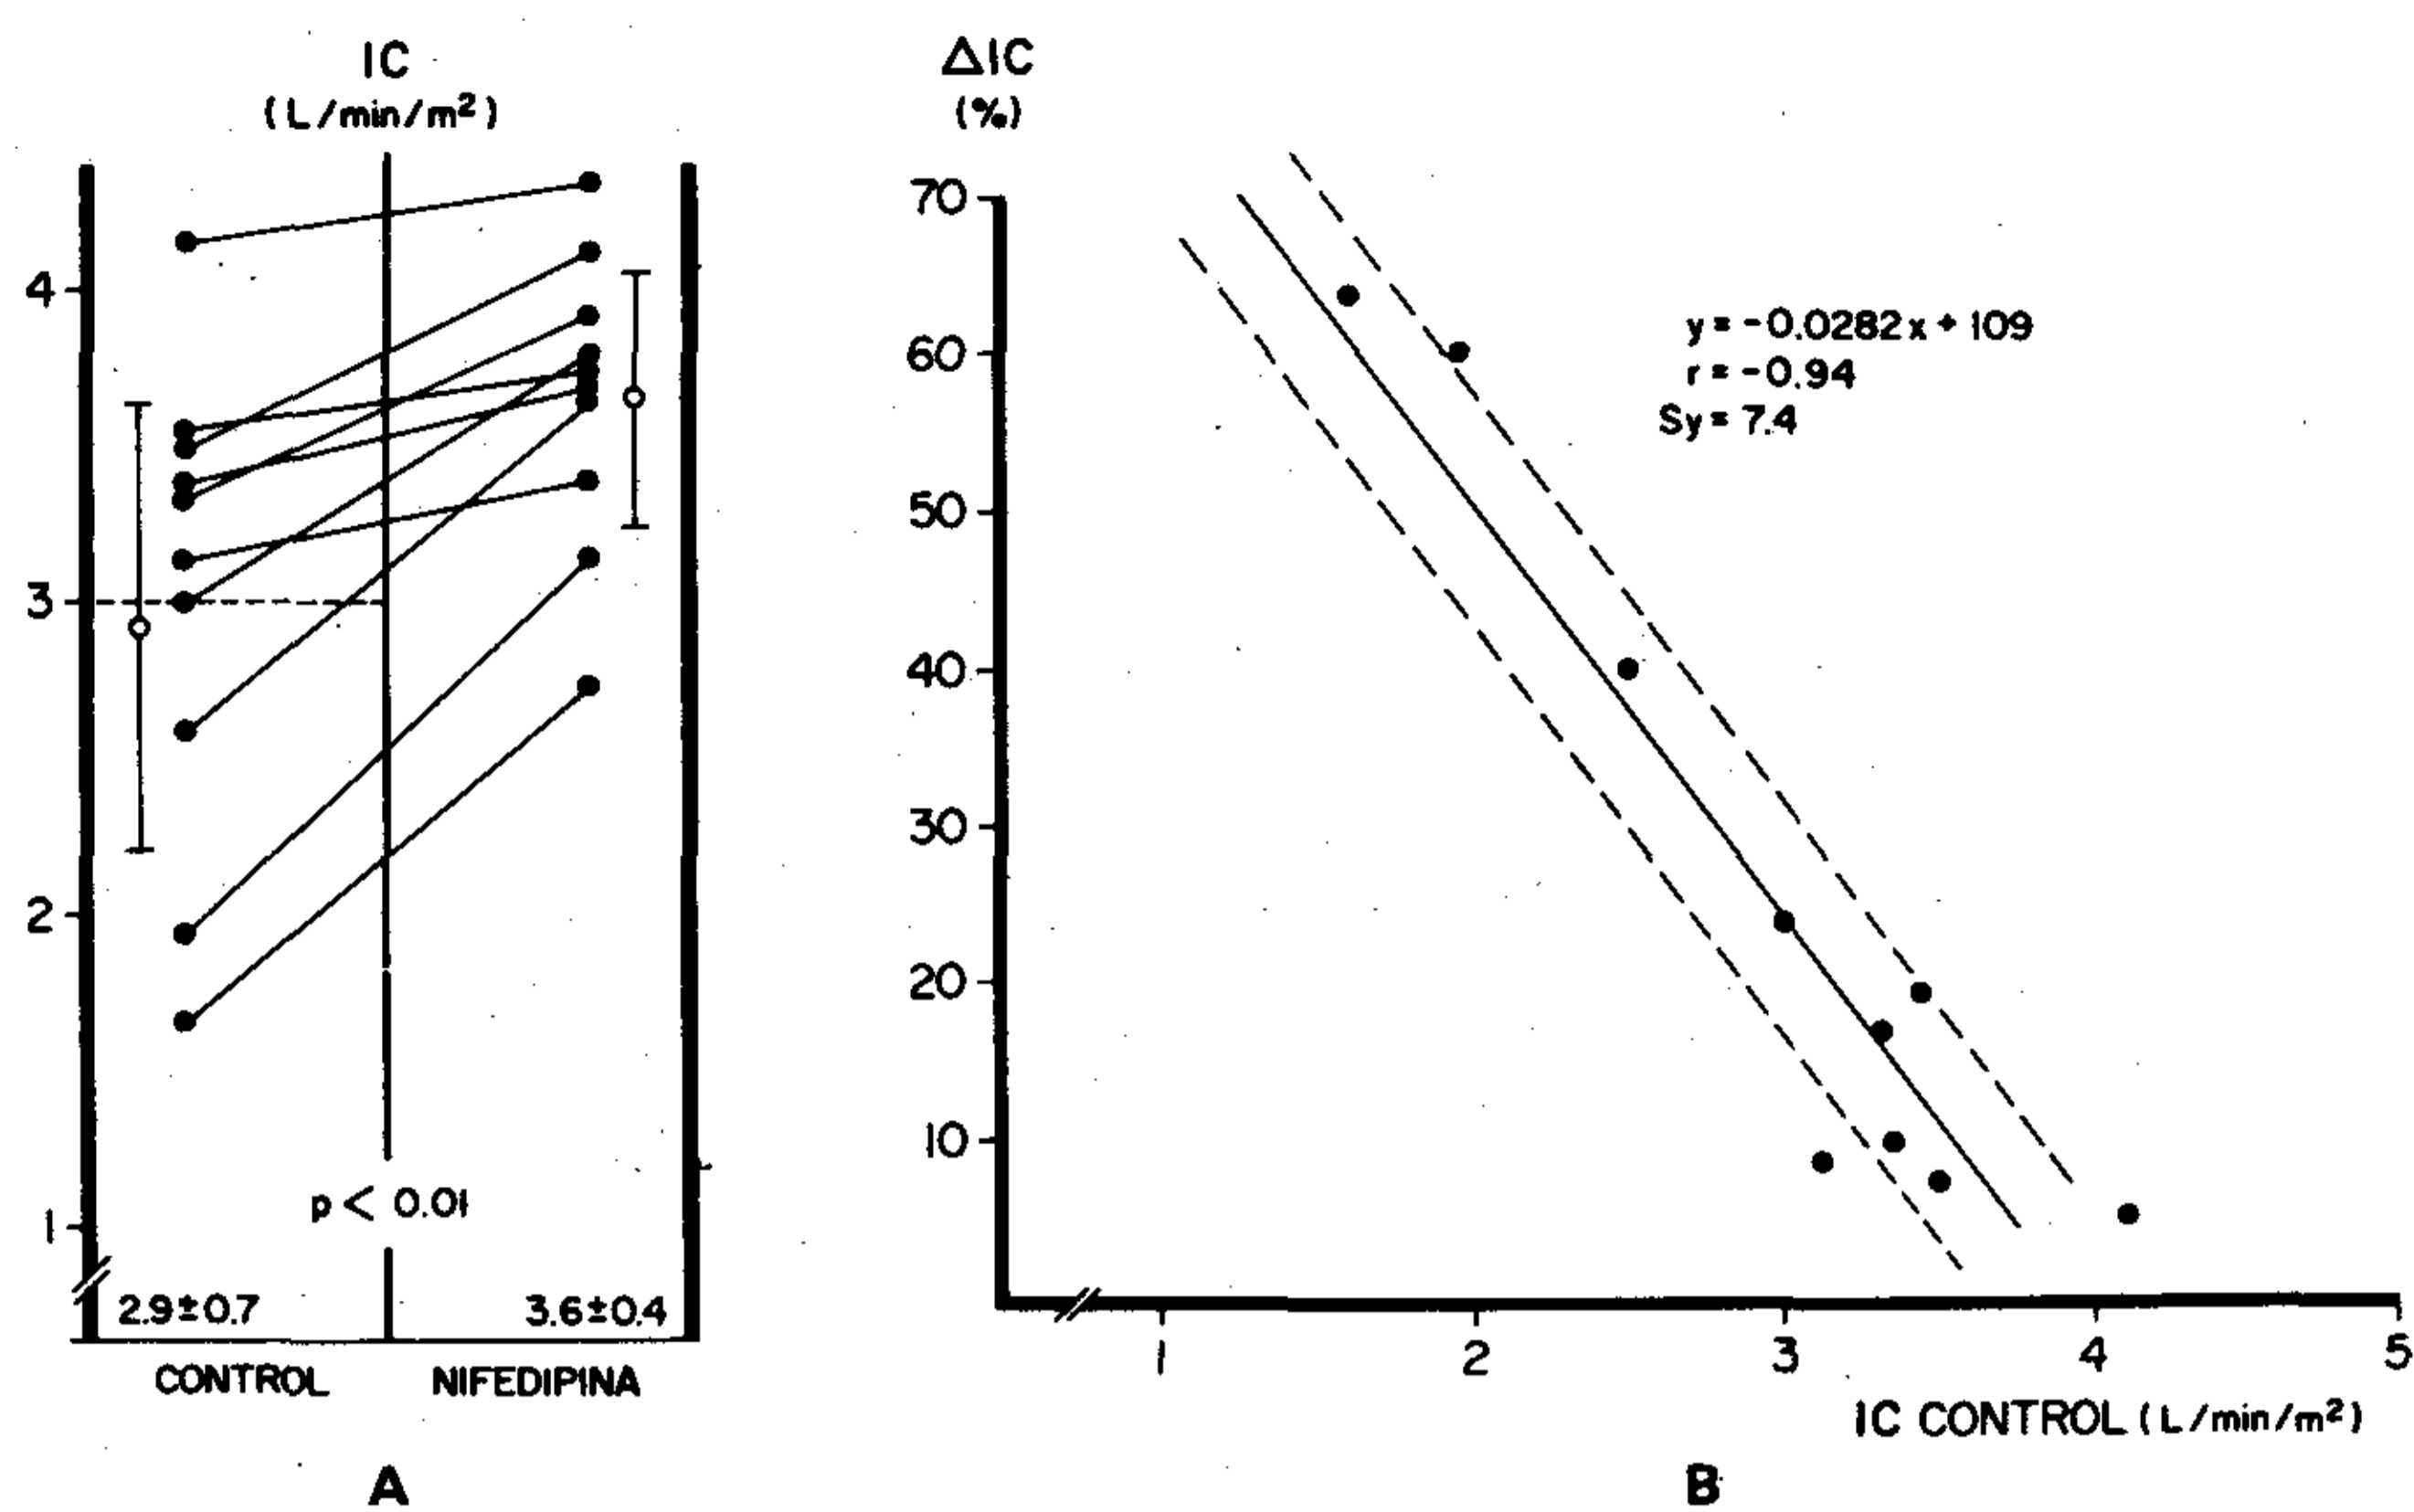 IC
(L/min/m²)
4
3
2
1
p < 0.01
2.9±0.7
3.6±0.4
CONTROL
NIFEDIPINA
A
ΔIC
(%)
70
60
50
40
30
20
10
y = -0.0282x + 109
r = -0.94
Sy = 7.4
1
2
3
4
5
IC CONTROL (L/min/m²)
B